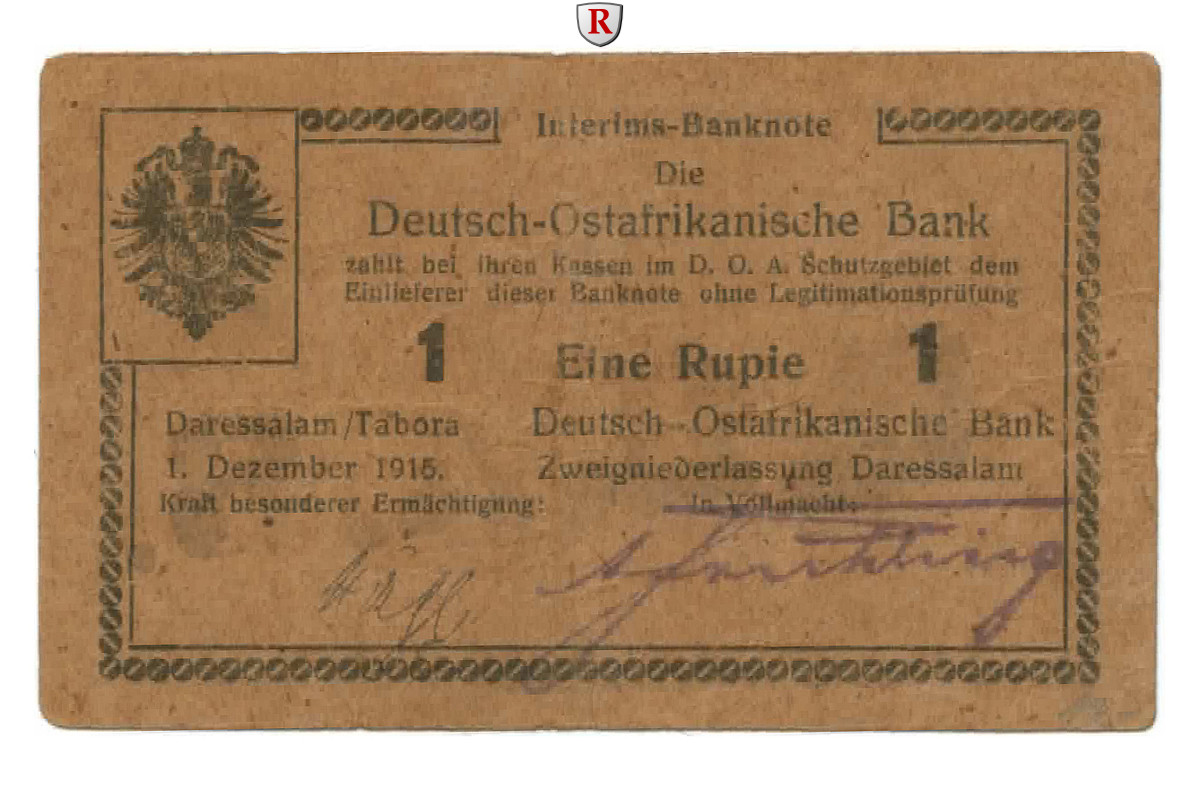 R
Interims-Banknote
Die
Deutsch-Ostafrikanische Bank
zahlt bei ihren Kassen im D. O. A. Schutzgebiet dem
Einlieferer dieser Banknote ohne Legitimationsprüfung
1 Eine Rupie 1
Daressalam/Tabora
1. Dezember 1915.
Kraft besonderer Ermächtigung:
Deutsch-Ostafrikanische Bank
Zweigniederlassung Daressalam
In Vollmacht: